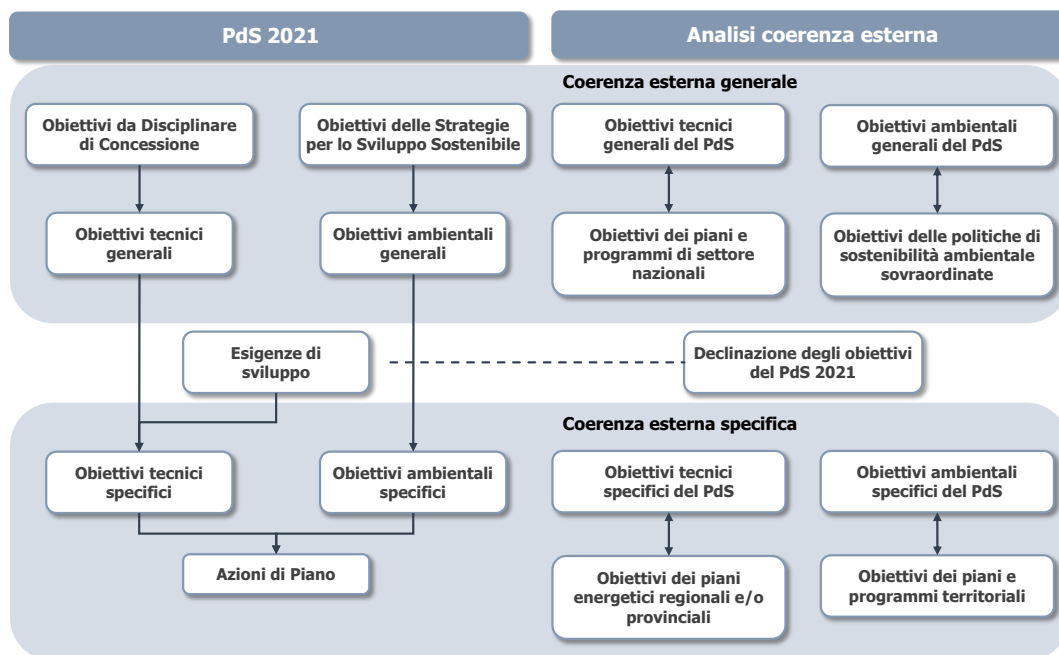 PdS 2021
Analisi coerenza esterna
Coerenza esterna generale
Obiettivi da Disciplinare
di Concessione
Obiettivi delle Strategie
per lo Sviluppo Sostenibile
Obiettivi tecnici
generali del PdS
Obiettivi ambientali
generali del PdS
Obiettivi tecnici
generali
Obiettivi ambientali
generali
Obiettivi dei piani e
programmi di settore
nazionali
Obiettivi delle politiche di
sostenibilità ambientale
sovraordinate
Esigenze di
sviluppo
Declinazione degli obiettivi
del PdS 2021
Coerenza esterna specifica
Obiettivi tecnici
specifici
Obiettivi ambientali
specifici
Obiettivi tecnici
specifici del PdS
Obiettivi ambientali
specifici del PdS
Azioni di Piano
Obiettivi dei piani
energetici regionali e/o
provinciali
Obiettivi dei piani e
programmi territoriali